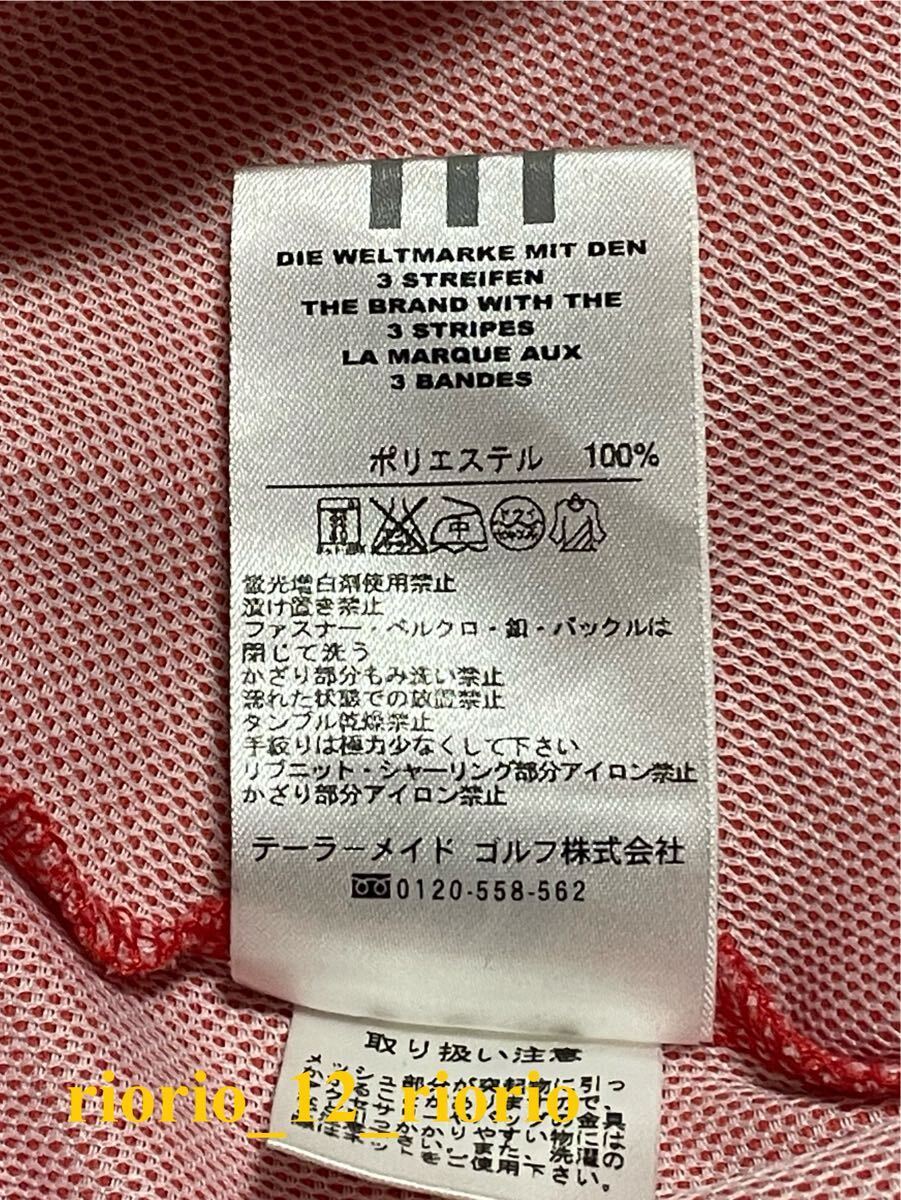 DIE WELTMARKE MIT DEN
3 STREIFEN
THE BRAND WITH THE
3 STRIPES
LA MARQUE AUX
3 BANDES
ポリエステル 100%
中
蛍光増白剤使用禁止
漬け置き禁止
ファスナー・ベルクロ・釦・バックルは
閉じて洗う
かざり部分もみ洗い禁止
濡れた状態での放置禁止
タンブル乾燥禁止
手絞りは極力少なくして下さい
リブニット・シャーリング部分アイロン禁止
かざり部分アイロン禁止
テーラーメイド ゴルフ株式会社
0120-558-562
取り扱い注意
riorio_12_riorio